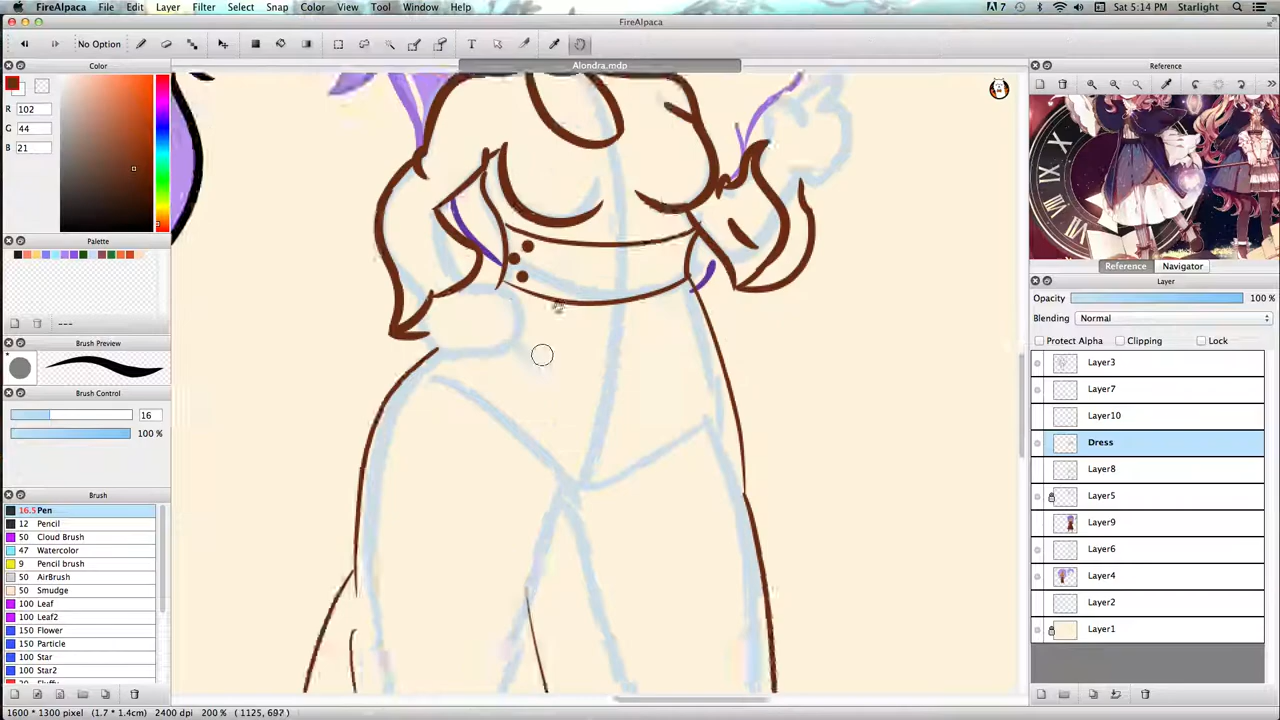 FireAlpaca File Edit Layer Filter Select Snap Color View Tool Window Help
7 Sat 5:14 PM Starlight
FireAlpaca
No Option
Alondra.mdp
Color
R 102
G 44
B 21
Palette
---
Brush Preview
Brush Control
16
100 %
Brush
16.5 Pen
12 Pencil
50 Cloud Brush
47 Watercolor
9 Pencil brush
50 AirBrush
50 Smudge
100 Leaf
100 Leaf2
150 Flower
150 Particle
100 Star
100 Star2
Reference
IX
VIII
VII
III
Reference Navigator
Layer
Opacity 100 %
Blending Normal
Protect Alpha Clipping Lock
Layer3
Layer7
Layer10
Dress
Layer8
Layer5
Layer9
Layer6
Layer4
Layer2
Layer1
1600 * 1300 pixel (1.7 * 1.4cm) 2400 dpi 200 % ( 1125, 697 )